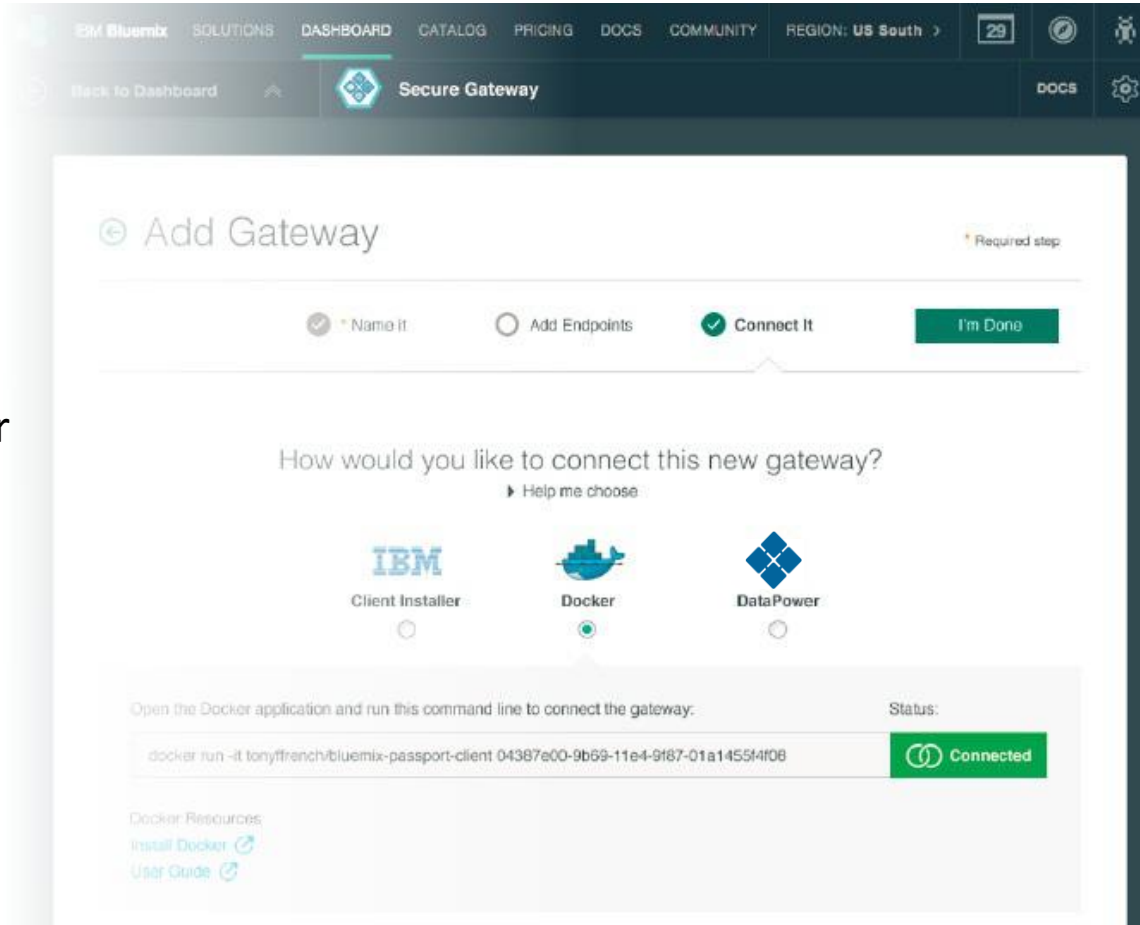 IBM Bluemix SOLUTIONS DASHBOARD CATALOG PRICING DOCS COMMUNITY REGION: US South > 29
Back to Dashboard Secure Gateway DOCS
Add Gateway
* Required step
* Name It Add Endpoints Connect It I'm Done
r
How would you like to connect this new gateway?
Help me choose
IBM
Client Installer Docker DataPower
Open the Docker application and run this command line to connect the gateway: Status:
docker run -it tonyffrench/bluemix-passport-client 04387e00-9b69-11e4-9f87-01a1455f4f08 Connected
Docker Resources
Install Docker
User Guide